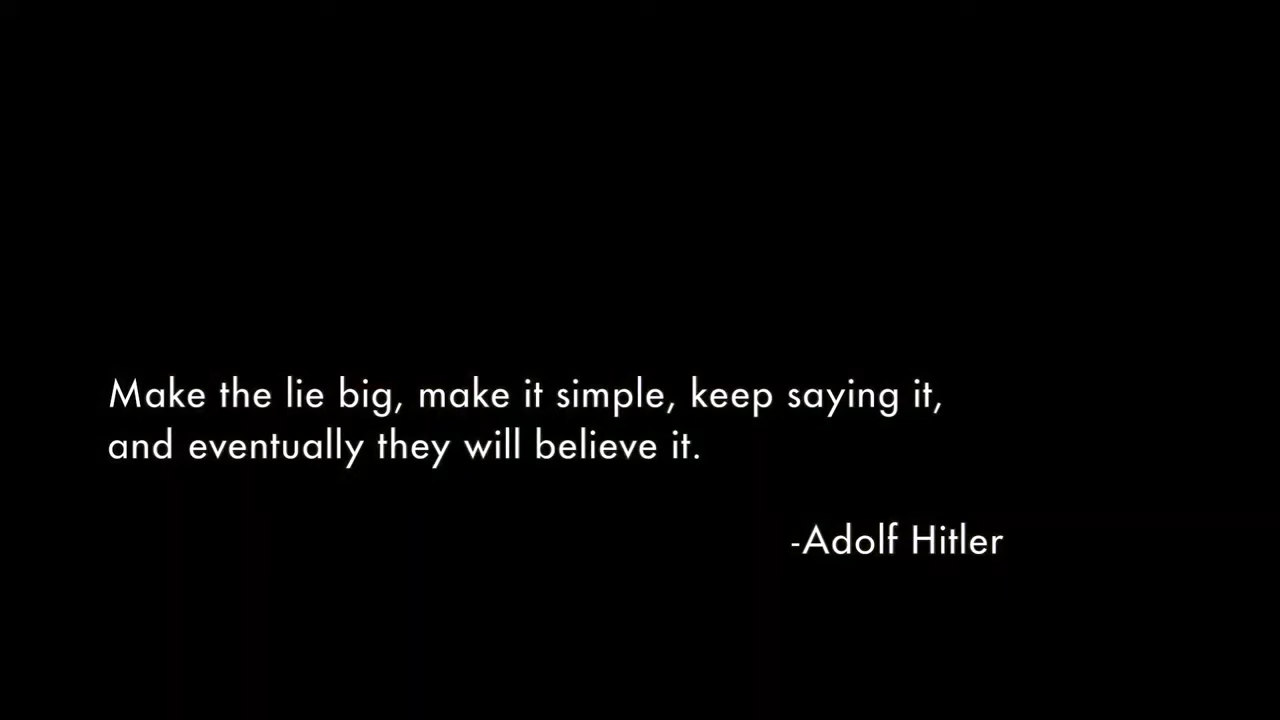 Make the lie big, make it simple, keep saying it,
and eventually they will believe it.
-Adolf Hitler